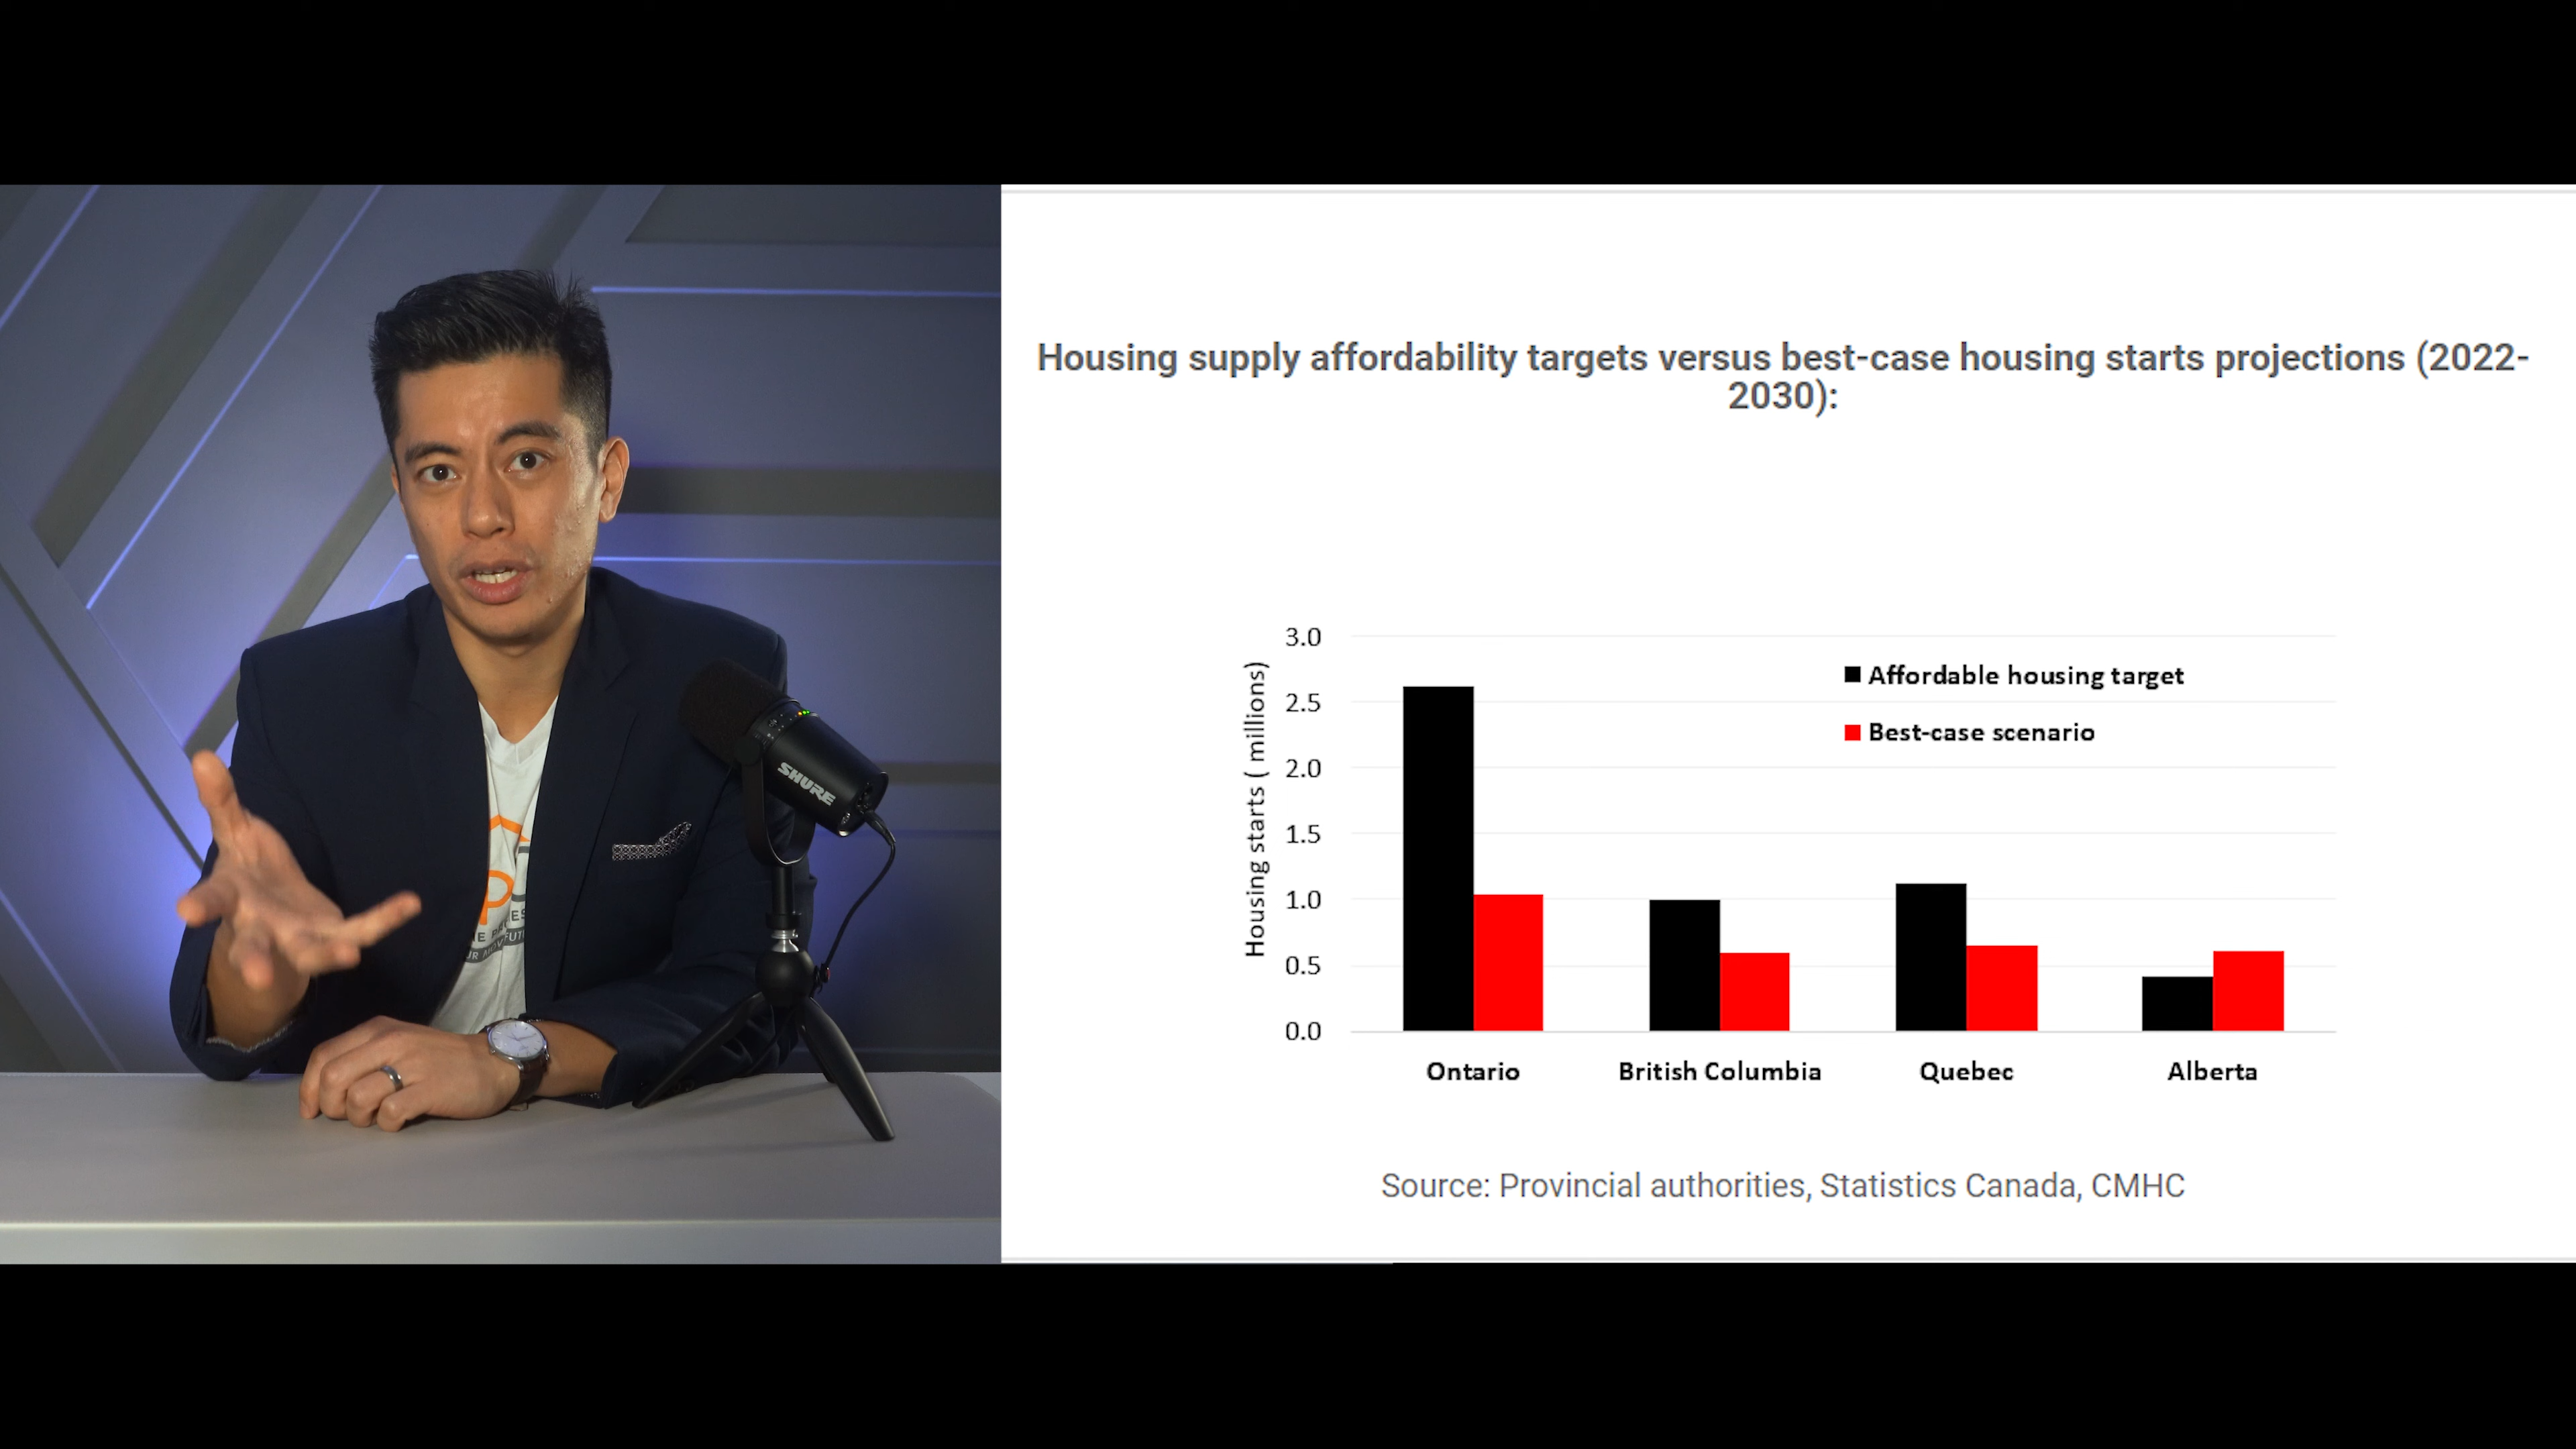 Housing supply affordability targets versus best-case housing starts projections (2022-
2030):
Housing starts ( millions)
3.0
2.5
2.0
1.5
1.0
0.5
0.0
Affordable housing target
Best-case scenario
Ontario
British Columbia
Quebec
Alberta
Source: Provincial authorities, Statistics Canada, CMHC
SHURE